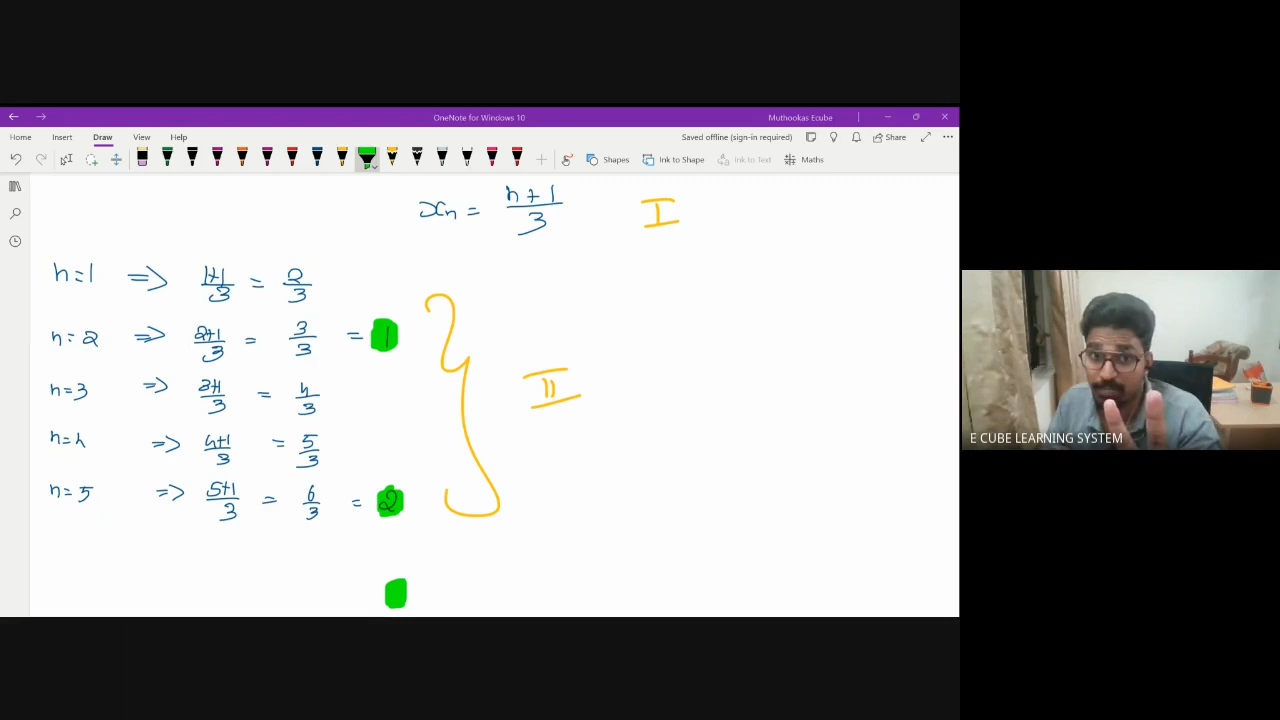 OneNote for Windows 10
Muthookas Ecube
Home Insert Draw View Help
Saved offline (sign-in required)
Share
Shapes
Ink to Shape
Ink to Text
Maths
xn = n+1/3 I
n=1 => 1+1/3 = 2/3
n=2 => 2+1/3 = 3/3 = 1
n=3 => 3+1/3 = 4/3
II
n=4 => 4+1/3 = 5/3
n=5 => 5+1/3 = 6/3 = 2
E CUBE LEARNING SYSTEM